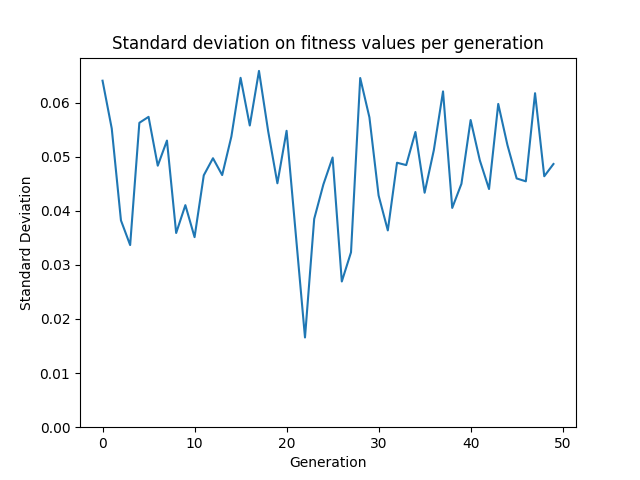 Standard deviation on fitness values per generation
Standard Deviation
0.06
0.05
0.04
0.03
0.02
0.01
0.00
0 10 20 30 40 50
Generation